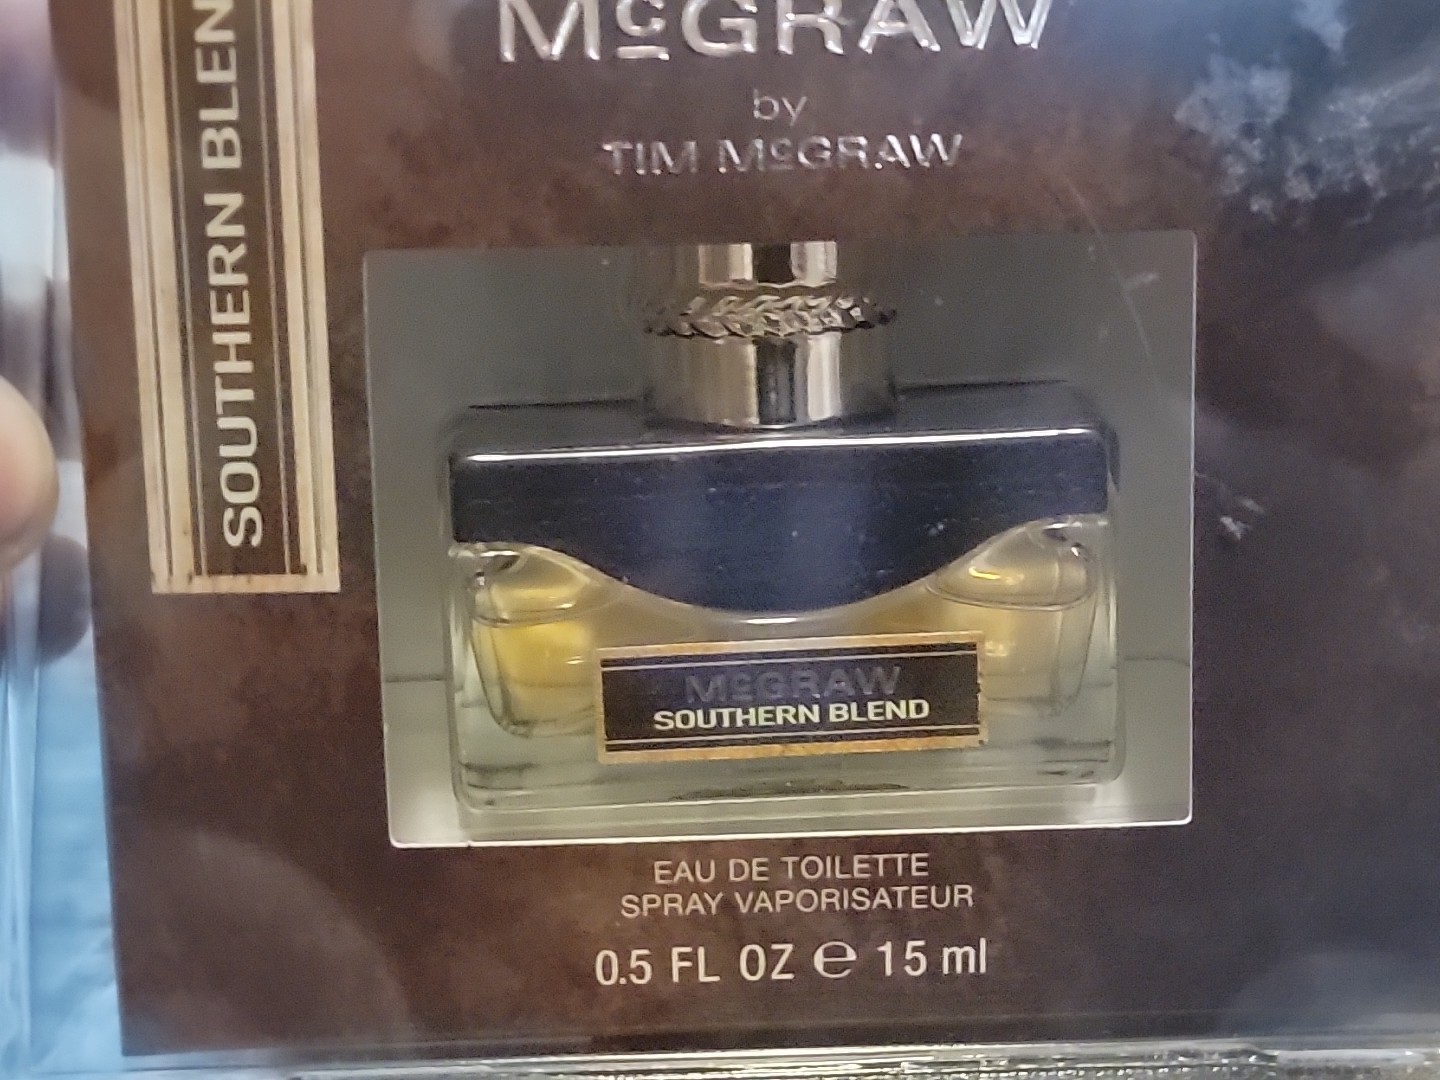 McGRAW
by
TIM McGRAW
SOUTHERN BLEN
McGRAW
SOUTHERN BLEND
EAU DE TOILETTE
SPRAY VAPORISATEUR
0.5 FL OZ ℮ 15 ml